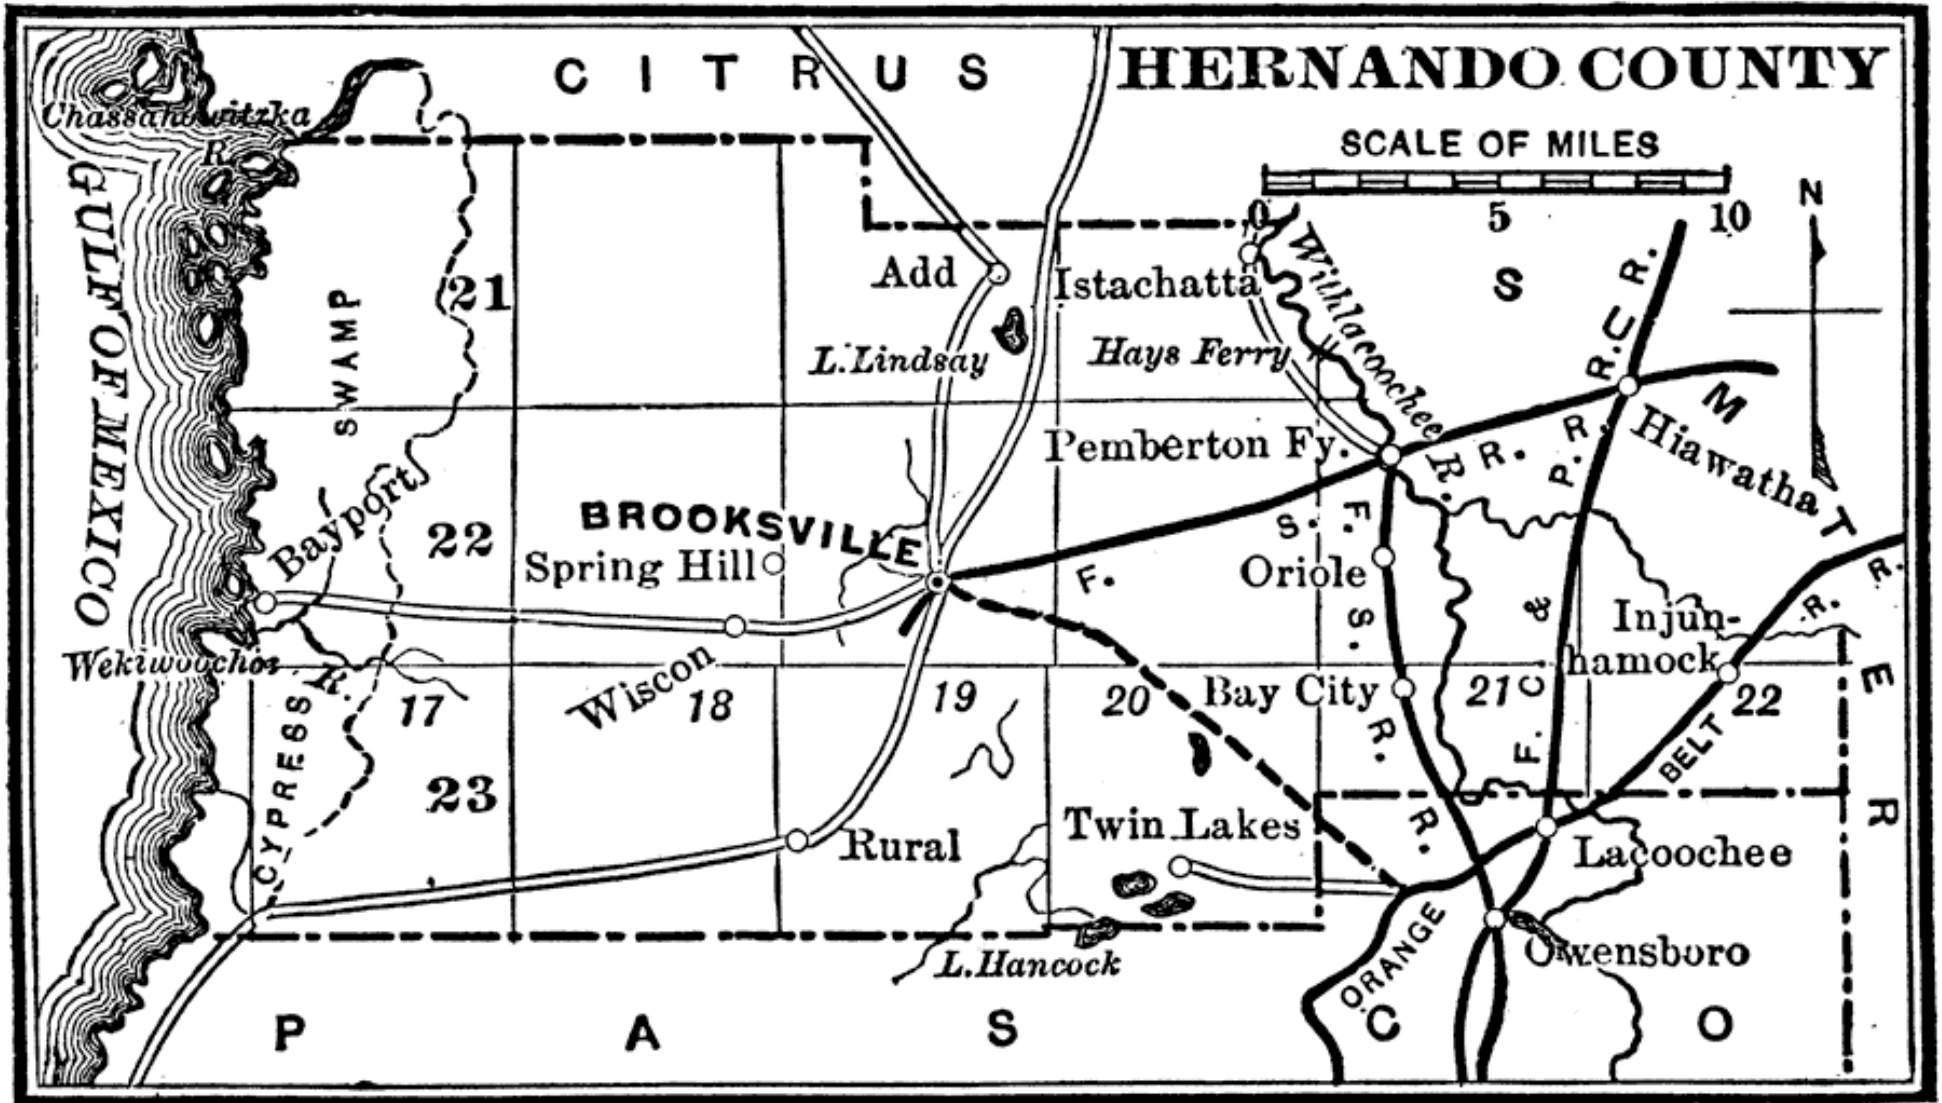 HERNANDO COUNTY
CITRUS
SCALE OF MILES
0 5 10
N
Chassahowitzka
R.
GULF OF MEXICO
SWAMP
21
Add
Istachatta
Withlacoochee R.
S
R. C. R.
L. Lindsay
Hays Ferry
M
Pemberton Fy.
R. R.
P.
Hiawatha
T
Bayport
22
BROOKSVILLE
Spring Hill
S. F.
F.
Oriole
S.
R. R.
Injun-
hamock
E
Wekiwoochee
R.
CYPRESS
17
Wiscon
18
19
20
Bay City
21
22
R.
F. C. &
BELT
23
R
Twin Lakes
R.
Rural
Lacoochee
L. Hancock
ORANGE
Owensboro
P A S C O